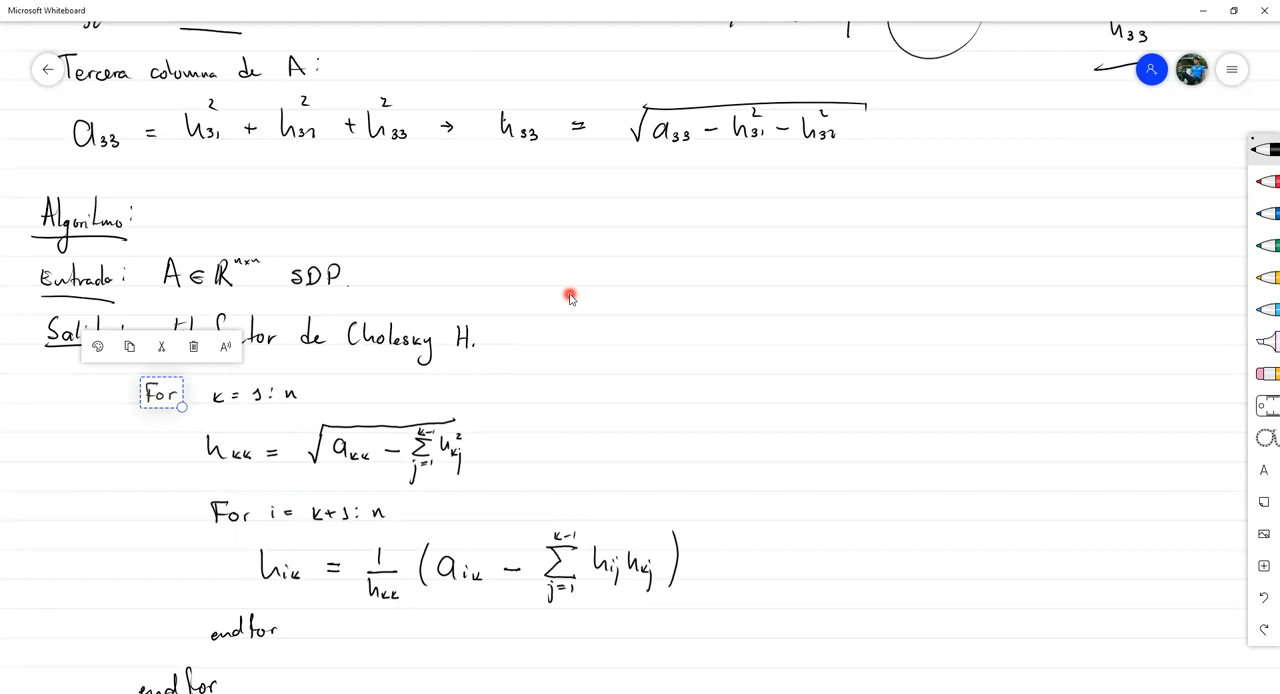 Microsoft Whiteboard
h33
Tercera columna de A:
a33 = h31² + h32² + h33² → h33 = √(a33 − h31² − h32²)
Algoritmo:
Entrada: A ∈ ℝⁿˣⁿ SDP.
de Cholesky H.
For k = 1:n
hkk = √(akk − Σ_{j=1}^{k-1} hkj²)
For i = k+1:n
hik = 1/hkk (aik − Σ_{j=1}^{k-1} hij hkj)
endfor
endfor